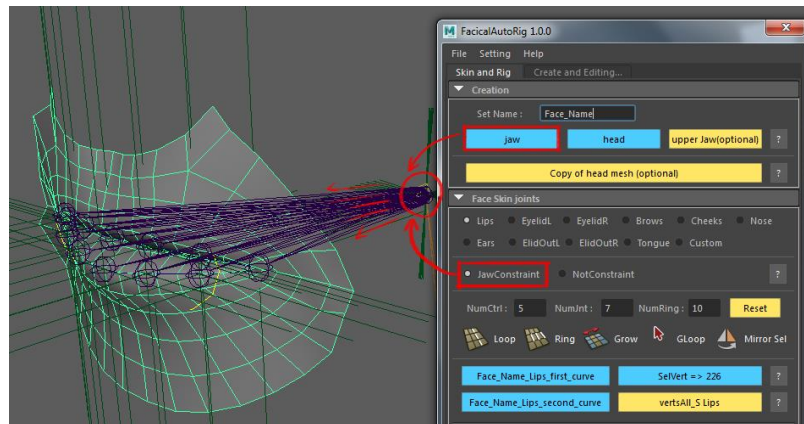 FacicalAutoRig 1.0.0
File Setting Help
Skin and Rig Create and Editing...
Creation
Set Name : Face_Name
jaw head upper Jaw(optional) ?
Copy of head mesh (optional) ?
Face Skin joints
Lips EyelidL EyelidR Brows Cheeks Nose
Ears ElidOutL ElidOutR Tongue Custom
JawConstraint NotConstraint ?
NumCtrl : 5 NumJnt : 7 NumRing : 10 Reset
Loop Ring Grow GLoop Mirror Sel
Face_Name_Lips_first_curve SelVert => 226 ?
Face_Name_Lips_second_curve vertsAll_S Lips ?